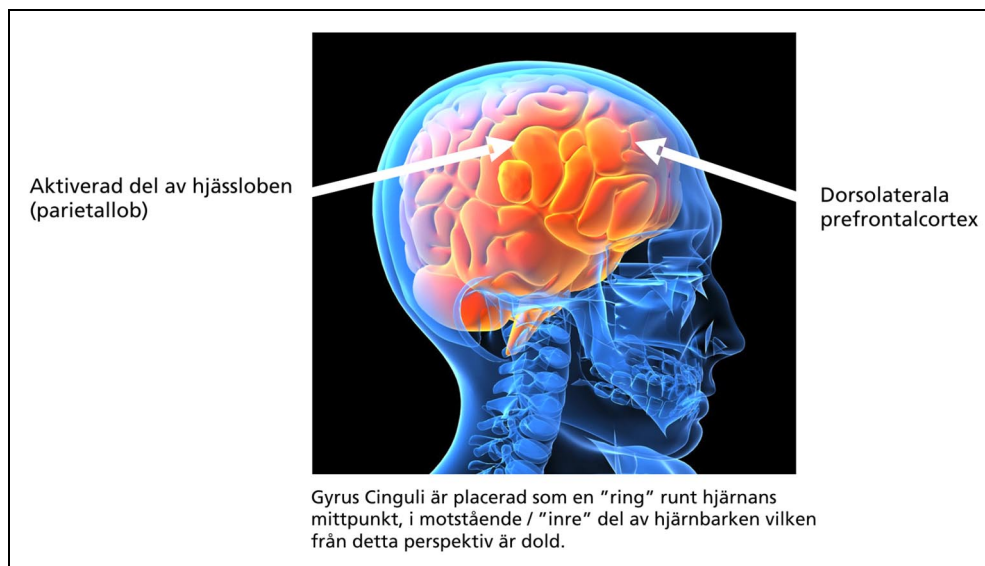 Aktiverad del av hjässloben
(parietallob)
Dorsolaterala
prefrontalcortex
Gyrus Cinguli är placerad som en ”ring” runt hjärnans
mittpunkt, i motstående / ”inre” del av hjärnbarken vilken
från detta perspektiv är dold.